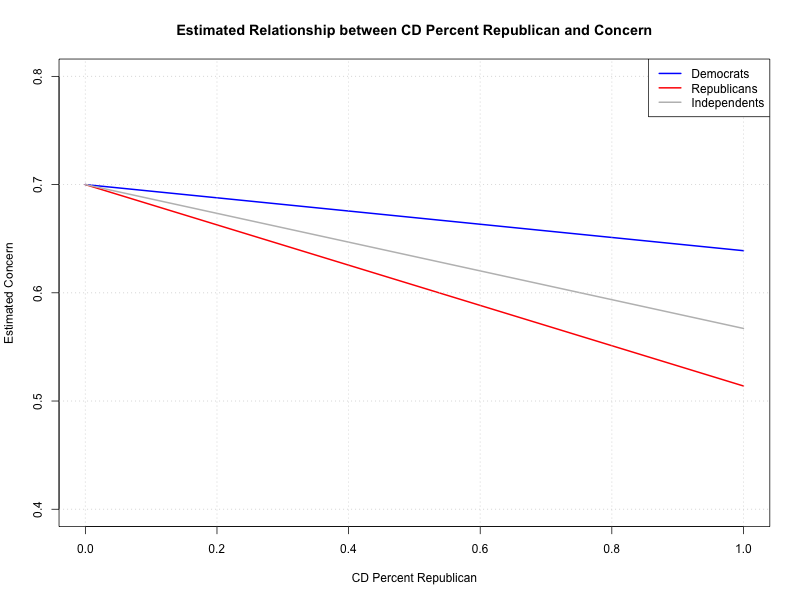 Estimated Relationship between CD Percent Republican and Concern
Democrats
Republicans
Independents
Estimated Concern
0.8
0.7
0.6
0.5
0.4
0.0 0.2 0.4 0.6 0.8 1.0
CD Percent Republican